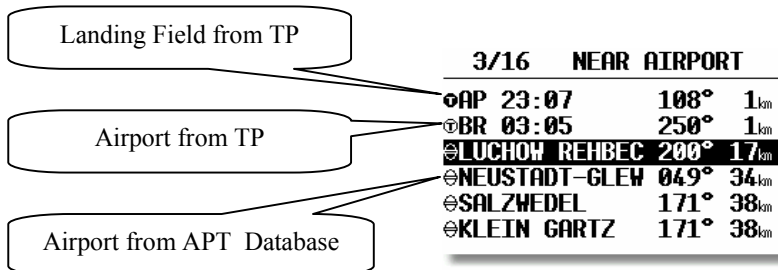 Landing Field from TP
Airport from TP
Airport from APT Database
3/16 NEAR AIRPORT
AP 23:07 108° 1km
BR 03:05 250° 1km
LUCHOW REHBEC 200° 17km
NEUSTADT-GLEW 049° 34km
SALZWEDEL 171° 38km
KLEIN GARTZ 171° 38km